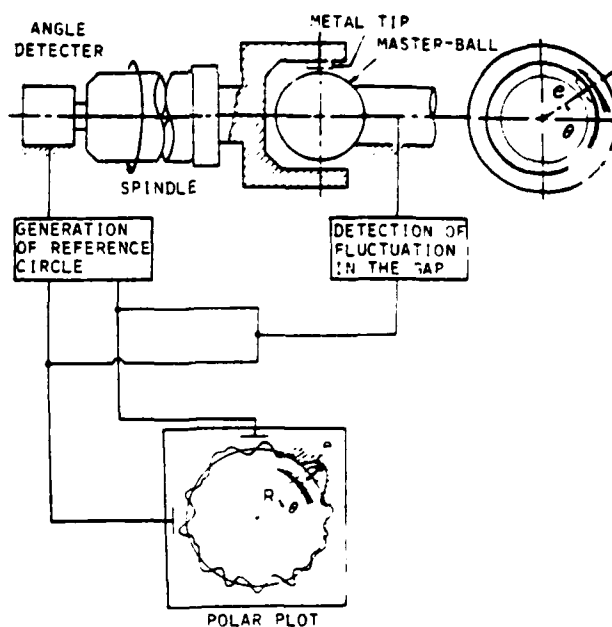 ANGLE
DETECTER
METAL TIP
MASTER-BALL
e
θ
SPINDLE
GENERATION
OF REFERENCE
CIRCLE
DETECTION OF
FLUCTUATION
IN THE GAP
e
R
θ
POLAR PLOT